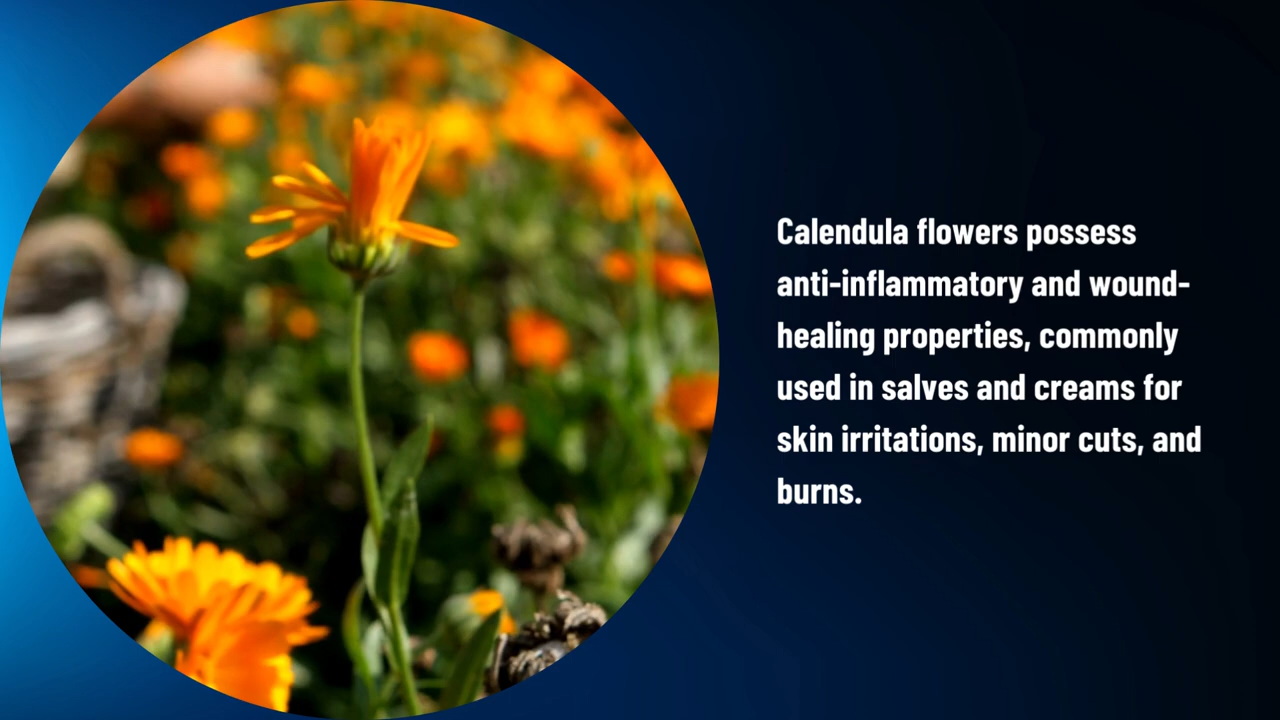 Calendula flowers possess
anti-inflammatory and wound-
healing properties, commonly
used in salves and creams for
skin irritations, minor cuts, and
burns.